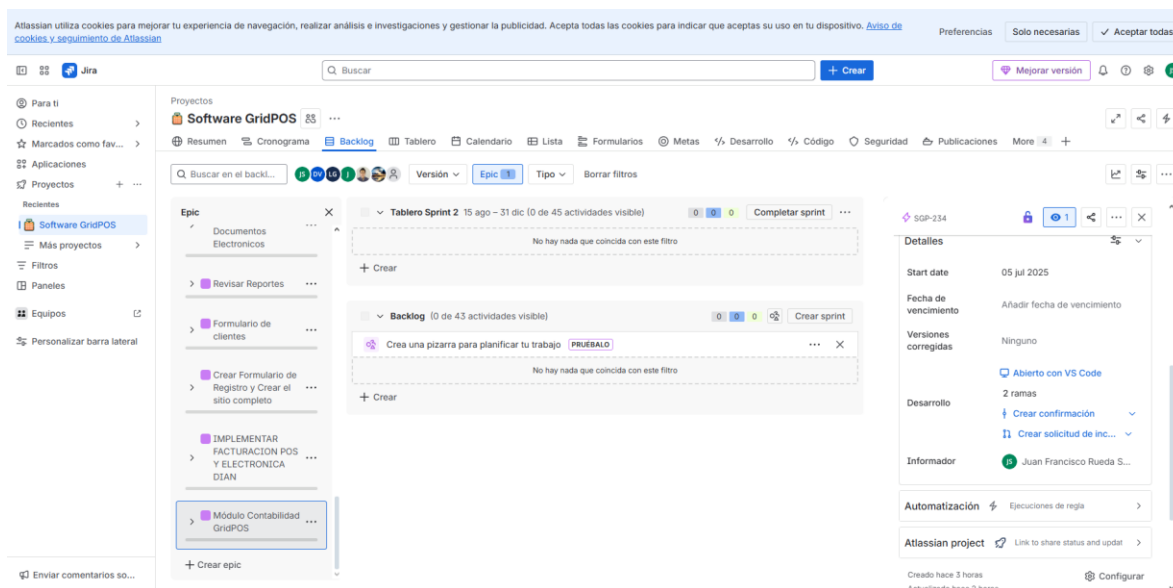 Atlassian utiliza cookies para mejorar tu experiencia de navegación, realizar análisis e investigaciones y gestionar la publicidad. Acepta todas las cookies para indicar que aceptas su uso en tu dispositivo. Aviso de
cookies y seguimiento de Atlassian
Preferencias
Solo necesarias
Aceptar todas
Jira
Buscar
Crear
Mejorar versión
Para ti
Recientes
Marcados como fav...
Aplicaciones
Proyectos
Recientes
Software GridPOS
Más proyectos
Filtros
Paneles
Equipos
Personalizar barra lateral
Enviar comentarios so...
Proyectos
Software GridPOS
Resumen
Cronograma
Backlog
Tablero
Calendario
Lista
Formularios
Metas
Desarrollo
Código
Seguridad
Publicaciones
More 4
Buscar en el backl...
JS DV LG J
Versión
Epic 1
Tipo
Borrar filtros
Epic
Documentos
Electronicos
Revisar Reportes
Formulario de
clientes
Crear Formulario de
Registro y Crear el
sitio completo
IMPLEMENTAR
FACTURACION POS
Y ELECTRONICA
DIAN
Módulo Contabilidad
GridPOS
Crear epic
Tablero Sprint 2 15 ago – 31 dic (0 de 45 actividades visible)
0 0 0
Completar sprint
No hay nada que coincida con este filtro
Crear
Backlog (0 de 43 actividades visible)
0 0 0
Crear sprint
Crea una pizarra para planificar tu trabajo PRUÉBALO
No hay nada que coincida con este filtro
Crear
SGP-234
1
Detalles
Start date 05 jul 2025
Fecha de
vencimiento
Añadir fecha de vencimiento
Versiones
corregidas
Ninguno
Desarrollo
Abierto con VS Code
2 ramas
Crear confirmación
Crear solicitud de inc...
Informador
JS Juan Francisco Rueda S...
Automatización Ejecuciones de regla
Atlassian project Link to share status and updat
Creado hace 3 horas
Actualizado hace 2 horas
Configurar